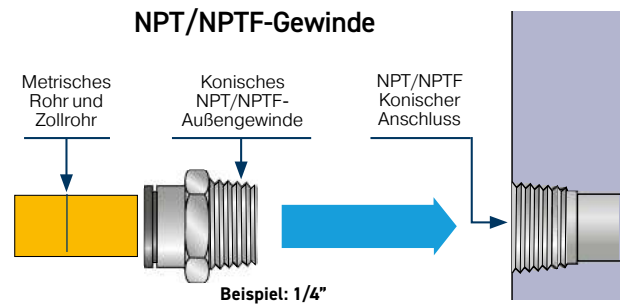 NPT/NPTF-Gewinde
Metrisches
Rohr und
Zollrohr
Konisches
NPT/NPTF-
Außengewinde
NPT/NPTF
Konischer
Anschluss
Beispiel: 1/4”